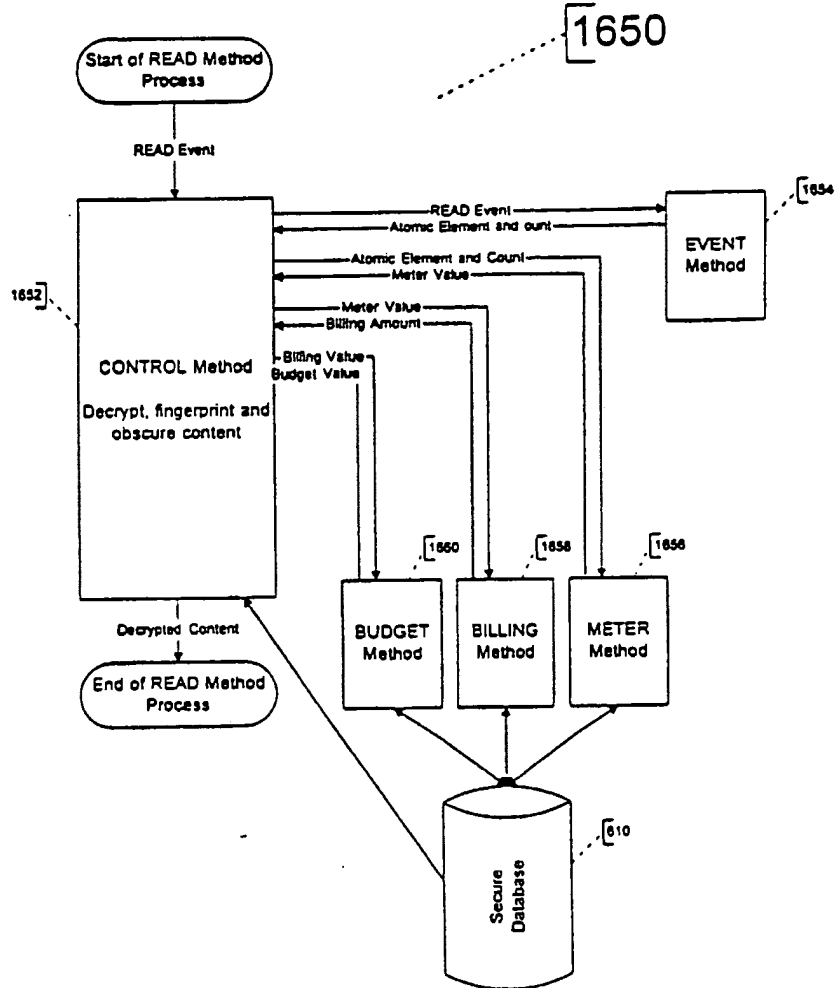 1650
Start of READ Method
Process
READ Event
READ Event
Atomic Element and ount
1654
EVENT
Method
Atomic Element and Count
Meter Value
1652
Meter Value
Billing Amount
Billing Value
Budget Value
CONTROL Method
Decrypt, fingerprint and
obscure content
1660
1658
1656
BUDGET
Method
BILLING
Method
METER
Method
Decrypted Content
End of READ Method
Process
610
Secure
Database